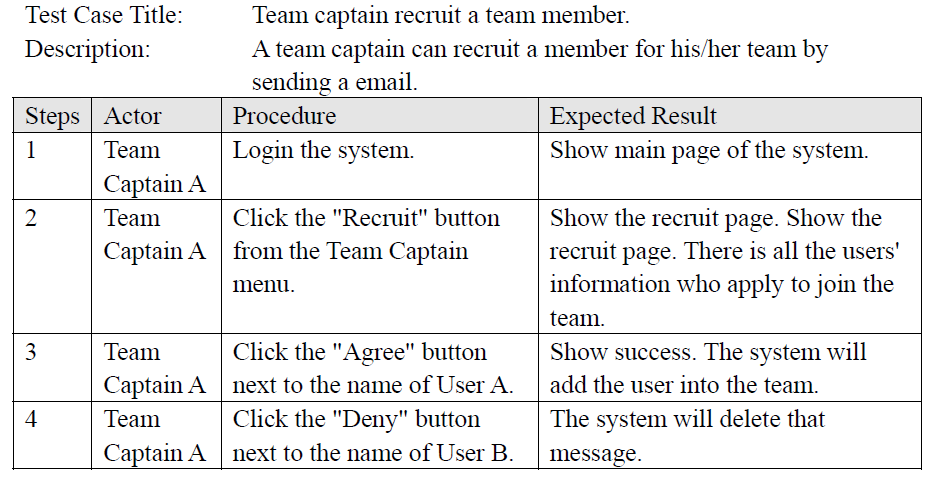 Test Case Title: Team captain recruit a team member.
Description: A team captain can recruit a member for his/her team by
sending a email.
Steps Actor Procedure Expected Result
1 Team Login the system. Show main page of the system.
Captain A
2 Team Click the "Recruit" button Show the recruit page. Show the
Captain A from the Team Captain recruit page. There is all the users'
menu. information who apply to join the
team.
3 Team Click the "Agree" button Show success. The system will
Captain A next to the name of User A. add the user into the team.
4 Team Click the "Deny" button The system will delete that
Captain A next to the name of User B. message.